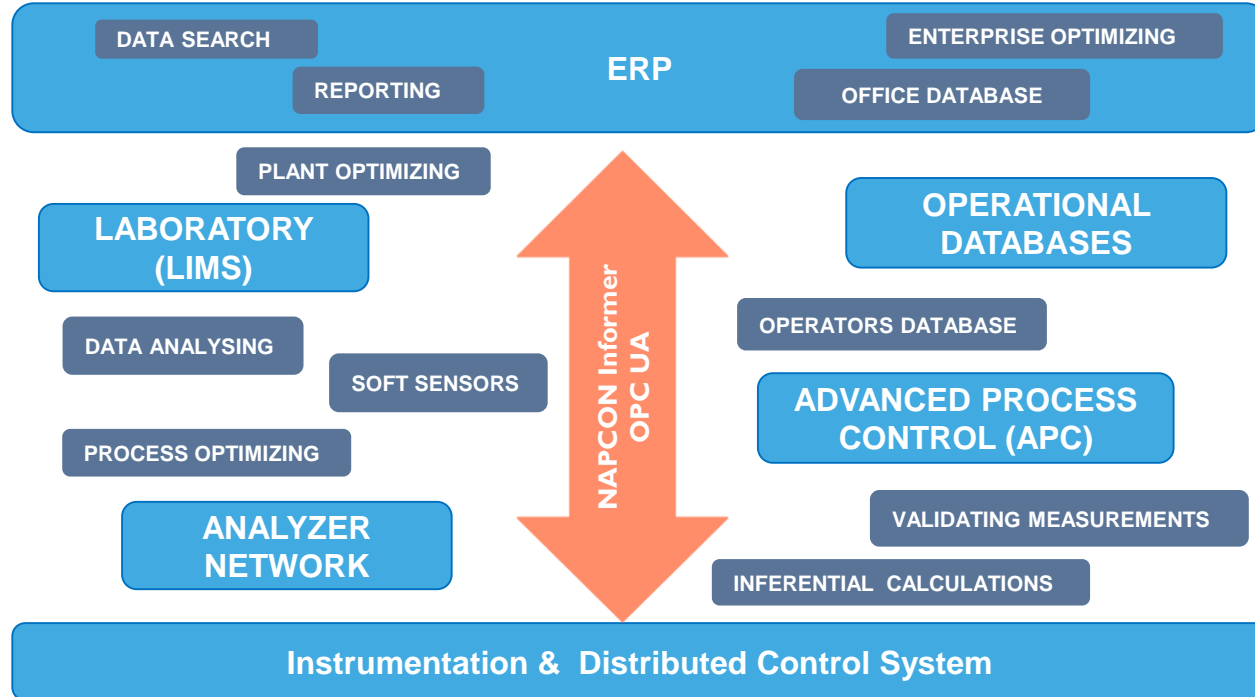 DATA SEARCH
ENTERPRISE OPTIMIZING
ERP
REPORTING
OFFICE DATABASE
PLANT OPTIMIZING
LABORATORY
(LIMS)
OPERATIONAL
DATABASES
NAPCON Informer
OPC UA
DATA ANALYSING
OPERATORS DATABASE
SOFT SENSORS
ADVANCED PROCESS
CONTROL (APC)
PROCESS OPTIMIZING
ANALYZER
NETWORK
VALIDATING MEASUREMENTS
INFERENTIAL CALCULATIONS
Instrumentation & Distributed Control System